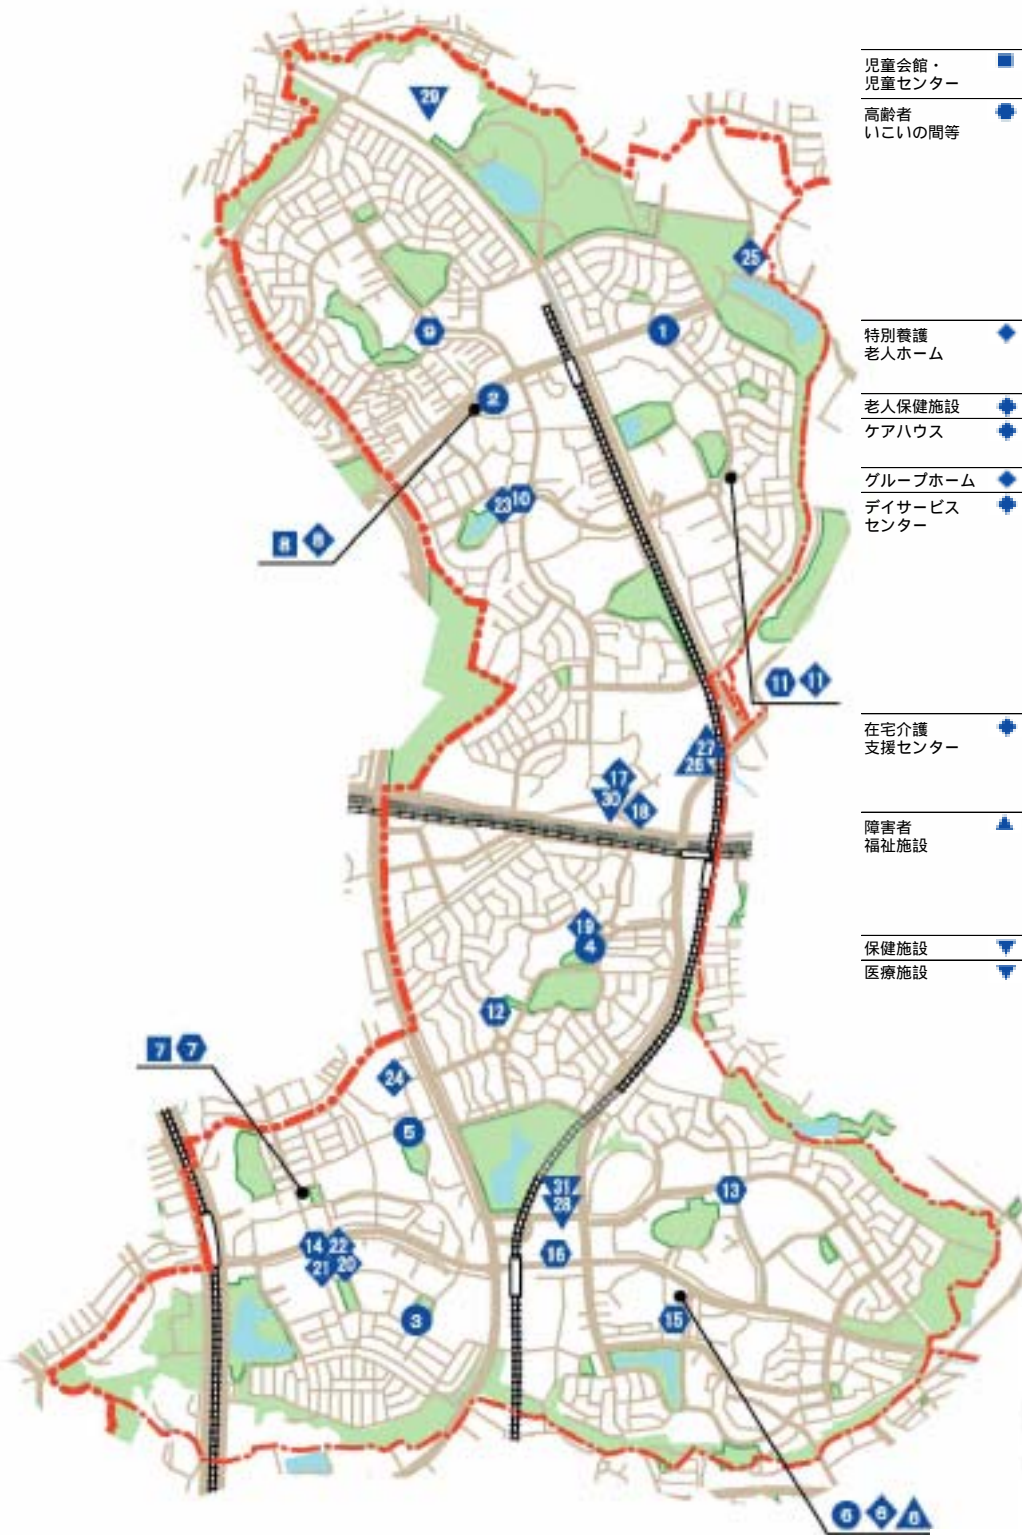 29
児童会館・
児童センター
高齢者
いこいの間等
25
特別養護
老人ホーム
9
1
2
老人保健施設
ケアハウス
グループホーム
デイサービス
センター
23 10
8 8
11 11
在宅介護
支援センター
27
26
17
30 18
障害者
福祉施設
19
4
保健施設
医療施設
12
7 7
24
5
13
31
28
14 22
21 20
16
3
15
6 6 6